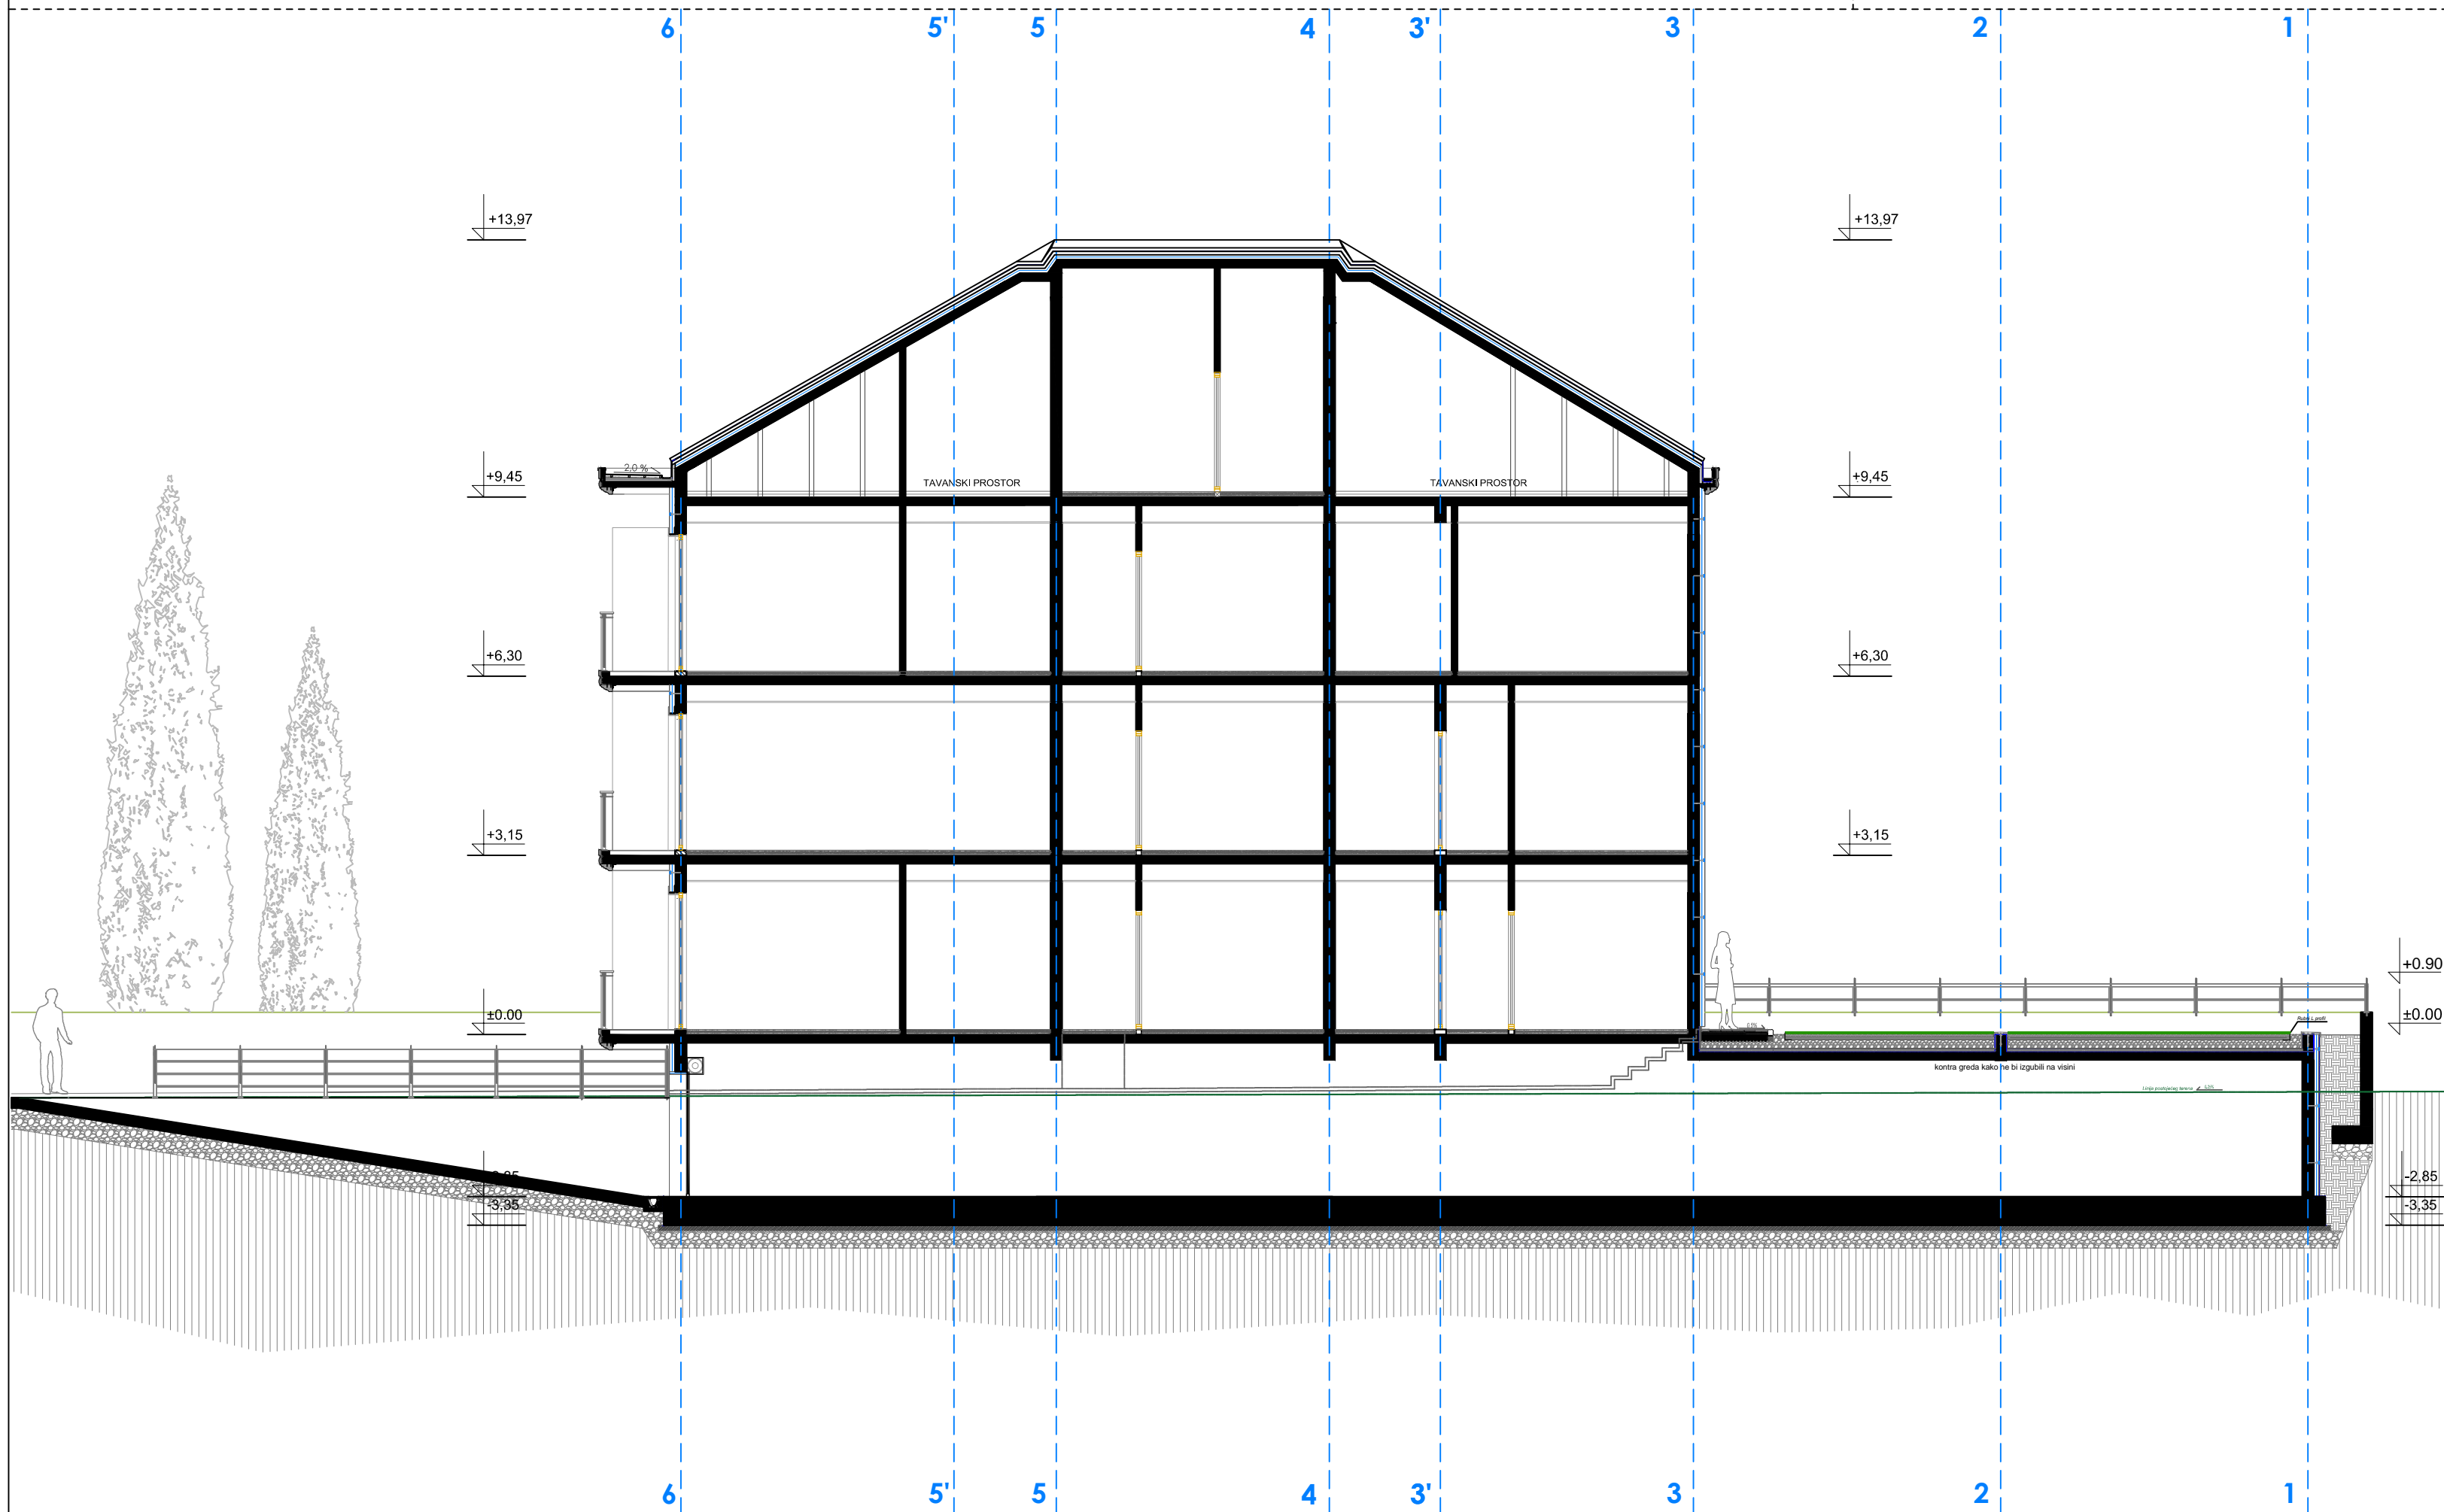 6 5' 5 4 3' 3 2 1
+13,97 +13,97
2.0 %
+9,45 TAVANSKI PROSTOR TAVANSKI PROSTOR +9,45
+6,30 +6,30
+3,15 +3,15
+0.90
±0.00 ±0.00
kontra greda kako ne bi izgubili na visini
Linija postojećeg terena
-2,85
-3,35 -3,35
6 5' 5 4 3' 3 2 1